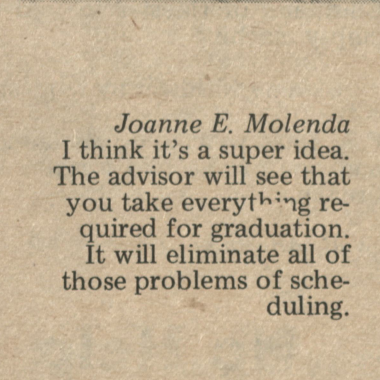 Joanne E. Molenda
I think it's a super idea.
The advisor will see that
you take everything re-
quired for graduation.
It will eliminate all of
those problems of sche-
duling.